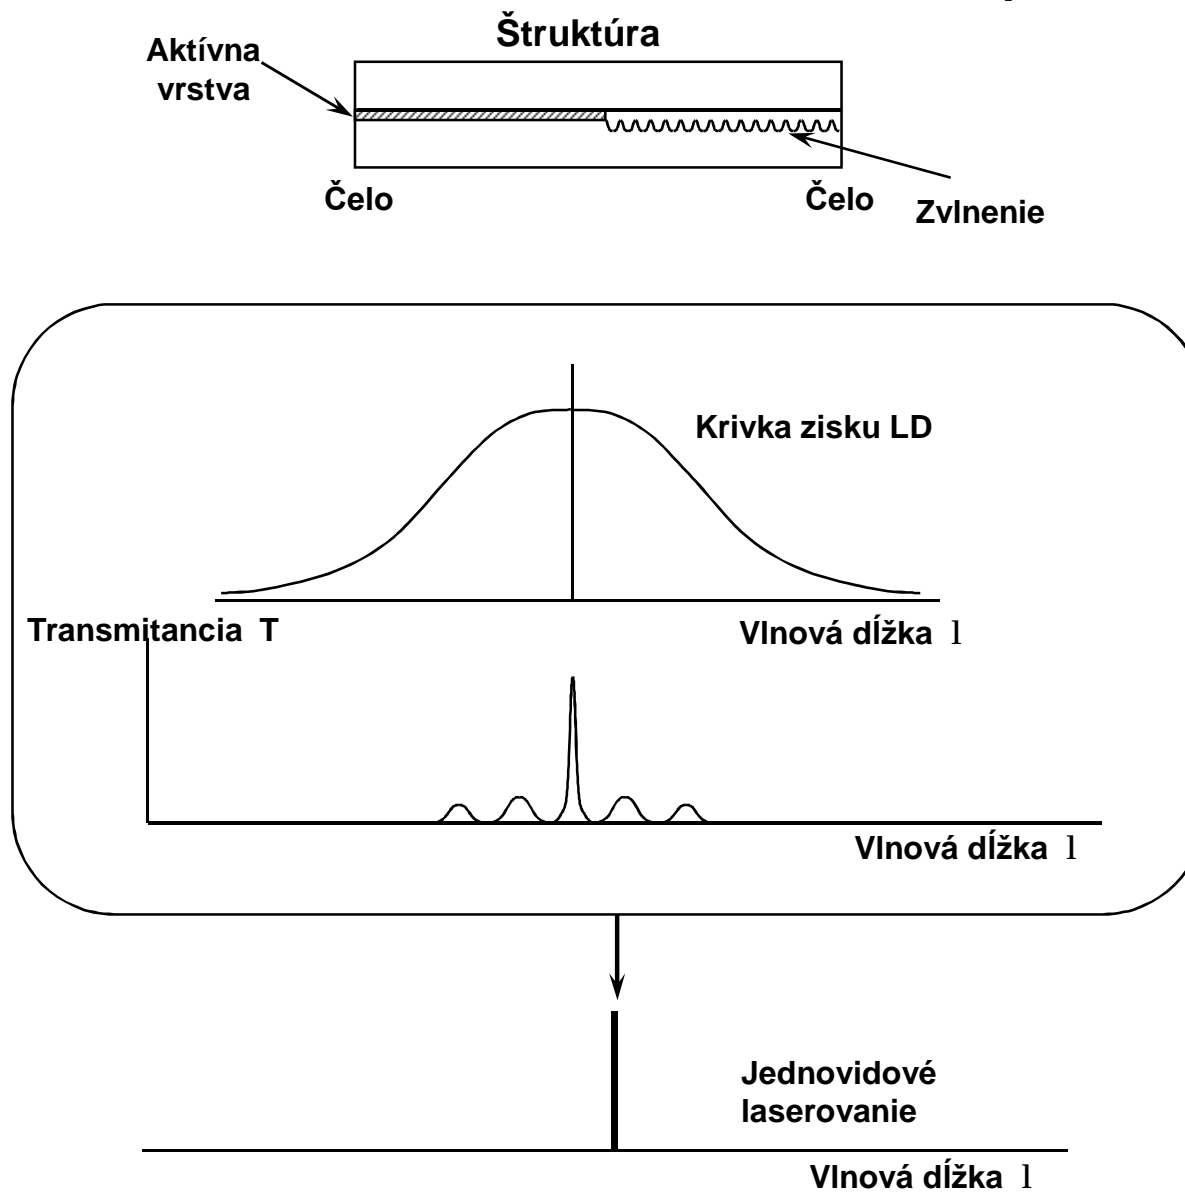 Štruktúra
Aktívna
vrstva
Čelo
Čelo
Zvlnenie
Krivka zisku LD
Transmitancia T
Vlnová dĺžka l
Vlnová dĺžka l
Jednovidové
laserovanie
Vlnová dĺžka l